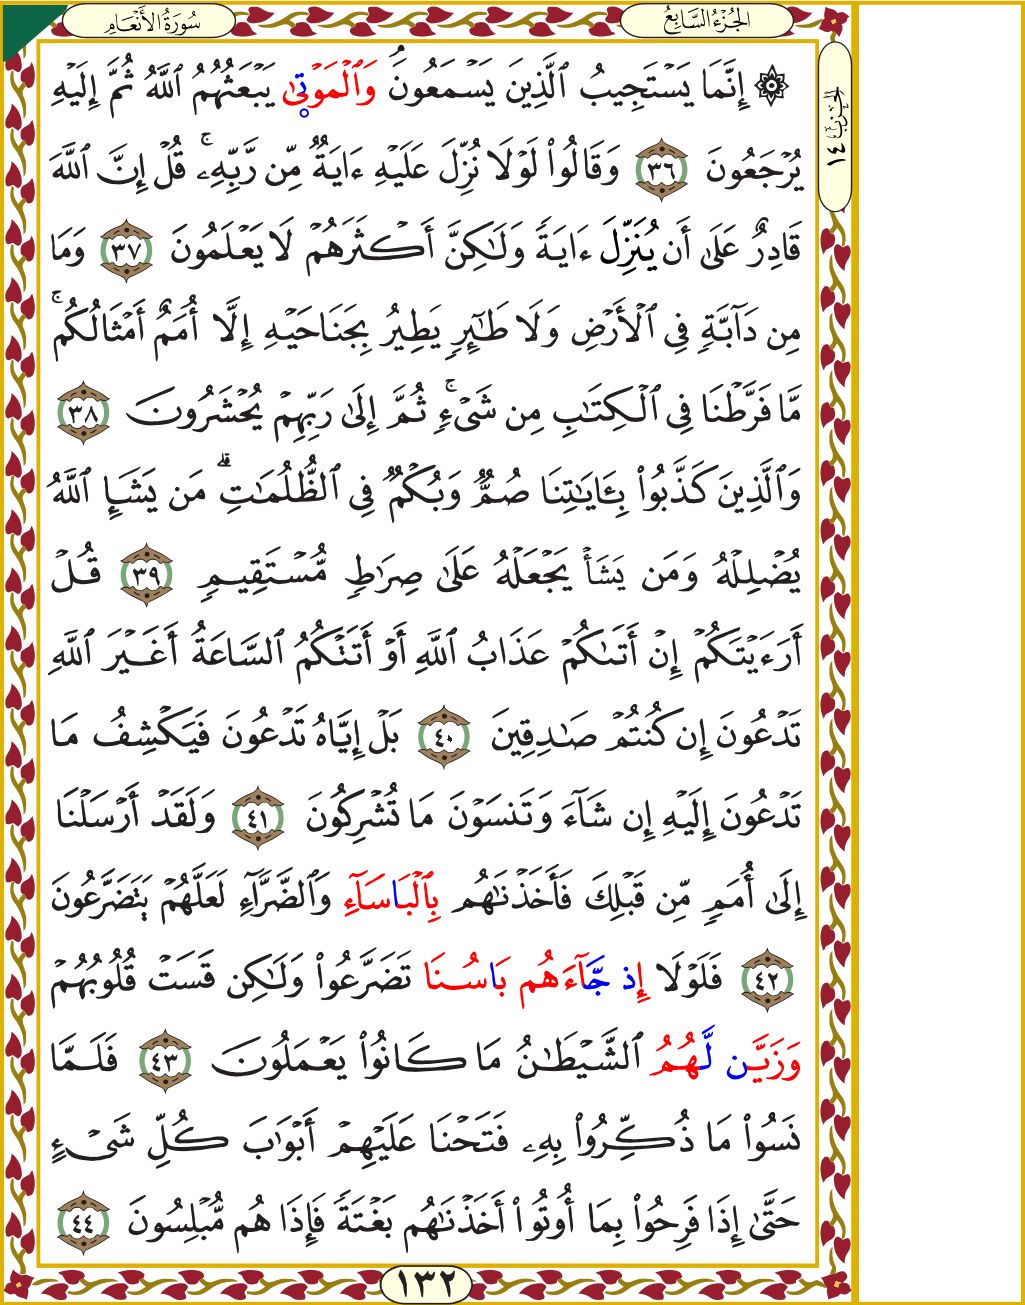 سُورَةُ الأَنْعَامِ
الجُزْءُ السَّابِعُ
الحزب ١٤
۞ إِنَّمَا يَسْتَجِيبُ ٱلَّذِينَ يَسْمَعُونَ وَٱلْمَوْتٜىٰ يَبْعَثُهُمُ ٱللَّهُ ثُمَّ إِلَيْهِ
يُرْجَعُونَ ٣٦ وَقَالُواْ لَوْلَا نُزِّلَ عَلَيْهِ ءَايَةٌ مِّن رَّبِّهِۦۚ قُلْ إِنَّ ٱللَّهَ
قَادِرٌ عَلَىٰ أَن يُنَزِّلَ ءَايَةً وَلَٰكِنَّ أَكْثَرَهُمْ لَا يَعْلَمُونَ ٣٧ وَمَا
مِن دَآبَّةٍ فِي ٱلْأَرْضِ وَلَا طَٰٓئِرٍ يَطِيرُ بِجَنَاحَيْهِ إِلَّا أُمَمٌ أَمْثَالُكُمۚ
مَّا فَرَّطْنَا فِي ٱلْكِتَٰبِ مِن شَيْءٍۚ ثُمَّ إِلَىٰ رَبِّهِمْ يُحْشَرُونَ ٣٨
وَٱلَّذِينَ كَذَّبُواْ بِـَٔايَٰتِنَا صُمٌّ وَبُكْمٌ فِي ٱلظُّلُمَٰتِۗ مَن يَشَإِ ٱللَّهُ
يُضْلِلْهُ وَمَن يَشَأْ يَجْعَلْهُ عَلَىٰ صِرَٰطٍ مُّسْتَقِيمٍ ٣٩ قُلْ
أَرَءَيْتَكُمْ إِنْ أَتَىٰكُمْ عَذَابُ ٱللَّهِ أَوْ أَتَتْكُمُ ٱلسَّاعَةُ أَغَيْرَ ٱللَّهِ
تَدْعُونَ إِن كُنتُمْ صَٰدِقِينَ ٤٠ بَلْ إِيَّاهُ تَدْعُونَ فَيَكْشِفُ مَا
تَدْعُونَ إِلَيْهِ إِن شَآءَ وَتَنسَوْنَ مَا تُشْرِكُونَ ٤١ وَلَقَدْ أَرْسَلْنَا
إِلَىٰ أُمَمٍ مِّن قَبْلِكَ فَأَخَذْنَٰهُم بِٱلْبَاسَآءِ وَٱلضَّرَّآءِ لَعَلَّهُمْ يَتَضَرَّعُونَ
٤٢ فَلَوْلَا إِذ جَّآءَهُم بَاسُنَا تَضَرَّعُواْ وَلَٰكِن قَسَتْ قُلُوبُهُمْ
وَزَيَّن لَّهُمُ ٱلشَّيْطَٰنُ مَا كَانُواْ يَعْمَلُونَ ٤٣ فَلَمَّا
نَسُواْ مَا ذُكِّرُواْ بِهِۦ فَتَحْنَا عَلَيْهِمْ أَبْوَٰبَ كُلِّ شَيْءٍ
حَتَّىٰ إِذَا فَرِحُواْ بِمَا أُوتُواْ أَخَذْنَٰهُم بَغْتَةً فَإِذَا هُم مُّبْلِسُونَ ٤٤
١٣٢